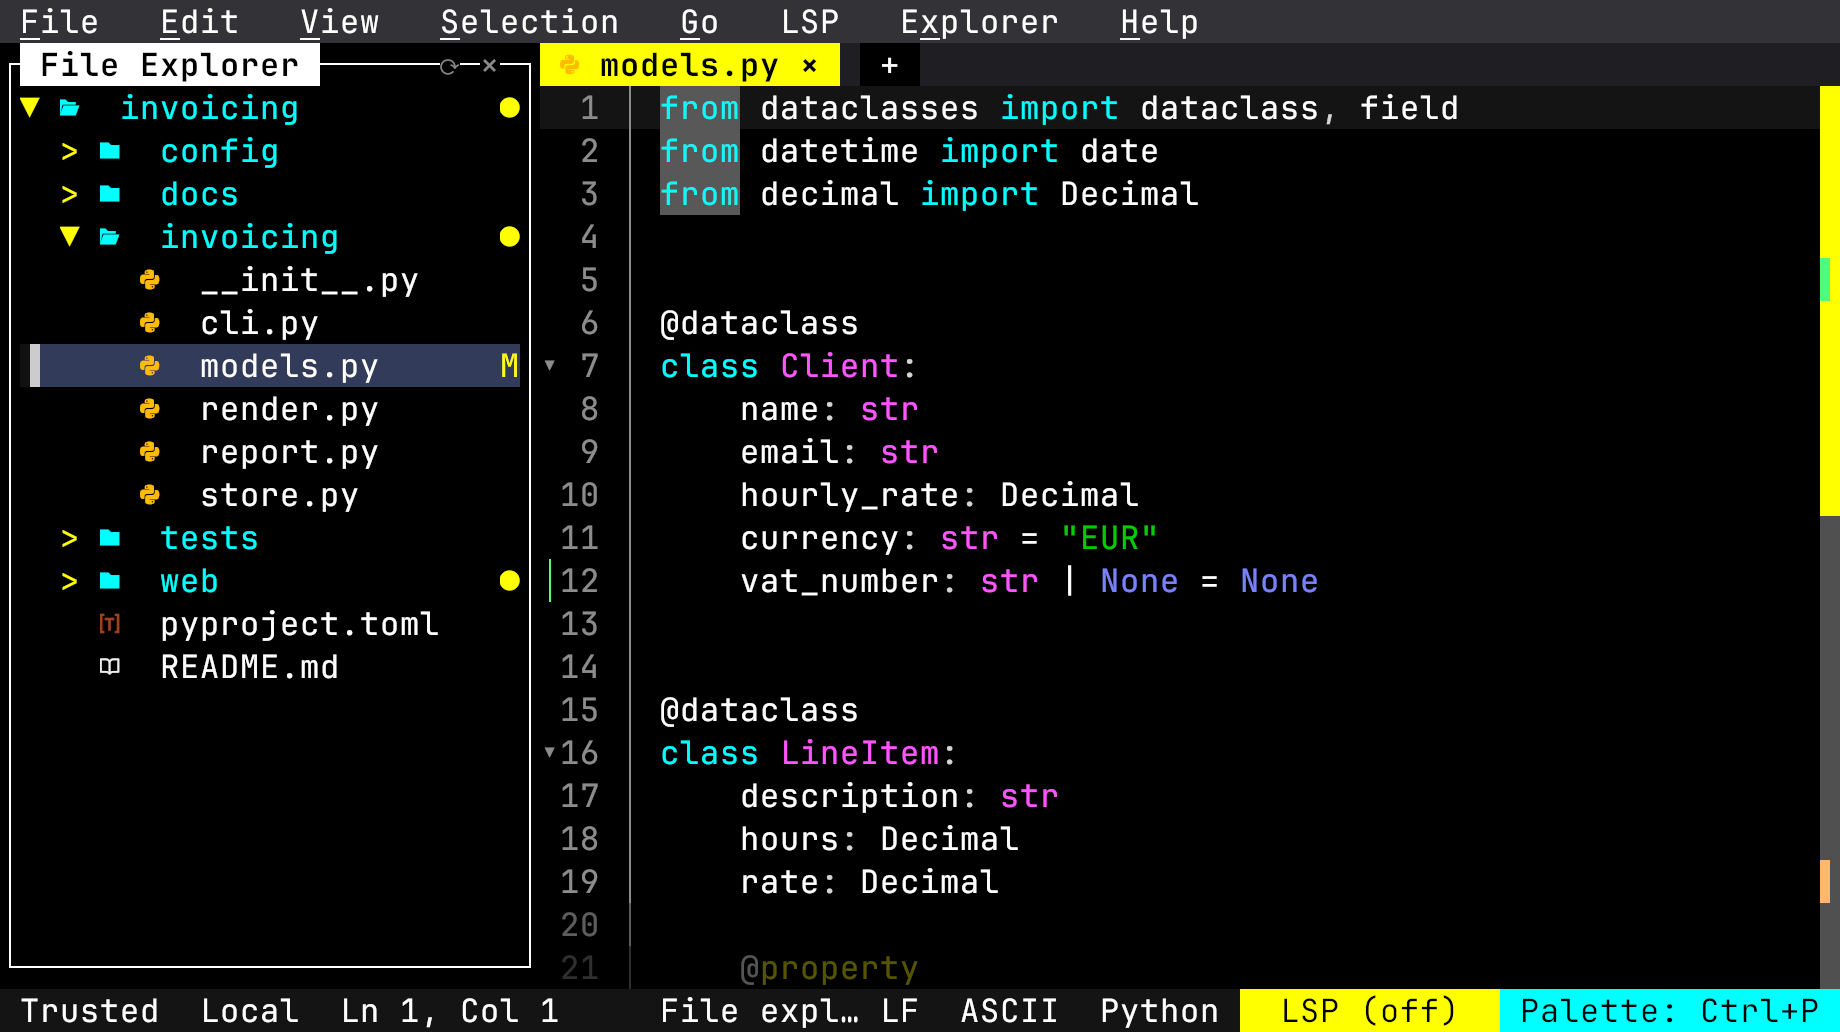 File Edit View Selection Go LSP Explorer Help
File Explorer ⟳ × models.py × +
▼ invoicing ●
> config
> docs
▼ invoicing ●
__init__.py
cli.py
models.py M
render.py
report.py
store.py
> tests
> web ●
pyproject.toml
README.md
1 from dataclasses import dataclass, field
2 from datetime import date
3 from decimal import Decimal
4
5
6 @dataclass
▾ 7 class Client:
8 name: str
9 email: str
10 hourly_rate: Decimal
11 currency: str = "EUR"
12 vat_number: str | None = None
13
14
15 @dataclass
▾ 16 class LineItem:
17 description: str
18 hours: Decimal
19 rate: Decimal
20
21 @property
Trusted Local Ln 1, Col 1 File expl… LF ASCII Python LSP (off) Palette: Ctrl+P